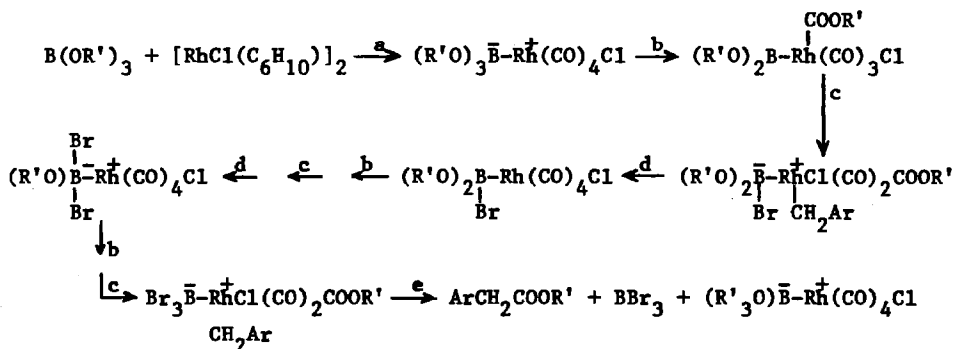 COOR'
B(OR')3 + [RhCl(C6H10)]2 a→ (R'O)3B̄-Rh⁺(CO)4Cl b→ (R'O)2B-Rh(CO)3Cl
c
Br
(R'O)B̄-Rh⁺(CO)4Cl ←d ←c ←b (R'O)2B-Rh(CO)4Cl ←d (R'O)2B̄-Rh⁺Cl(CO)2COOR'
Br Br Br CH2Ar
b
c→ Br3B̄-Rh⁺Cl(CO)2COOR' e→ ArCH2COOR' + BBr3 + (R'3O)B̄-Rh⁺(CO)4Cl
CH2Ar